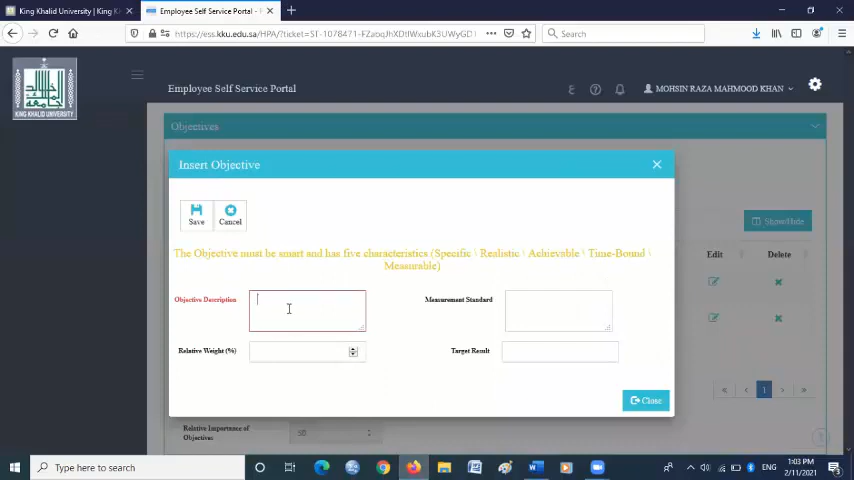 King Khalid University | King K
Employee Self Service Portal - P
https://ess.kku.edu.sa/HPA/?ticket=ST-1078471-
Search
KING KHALID UNIVERSITY
Employee Self Service Portal
ع
MOHSIN RAZA MAHMOOD KHAN
Objectives
Insert Objective
Save
Cancel
Show/Hide
The Objective must be smart and has five characteristics.(Specific \ Realistic \ Achievable \ Time-Bound \
Measurable)
Edit
Delete
Objective Description
Measurement Standard
Relative Weight (%)
Target Result
« < 1 > »
Close
Relative Importance of
Objectives
50
Type here to search
ENG
1:03 PM
2/11/2021